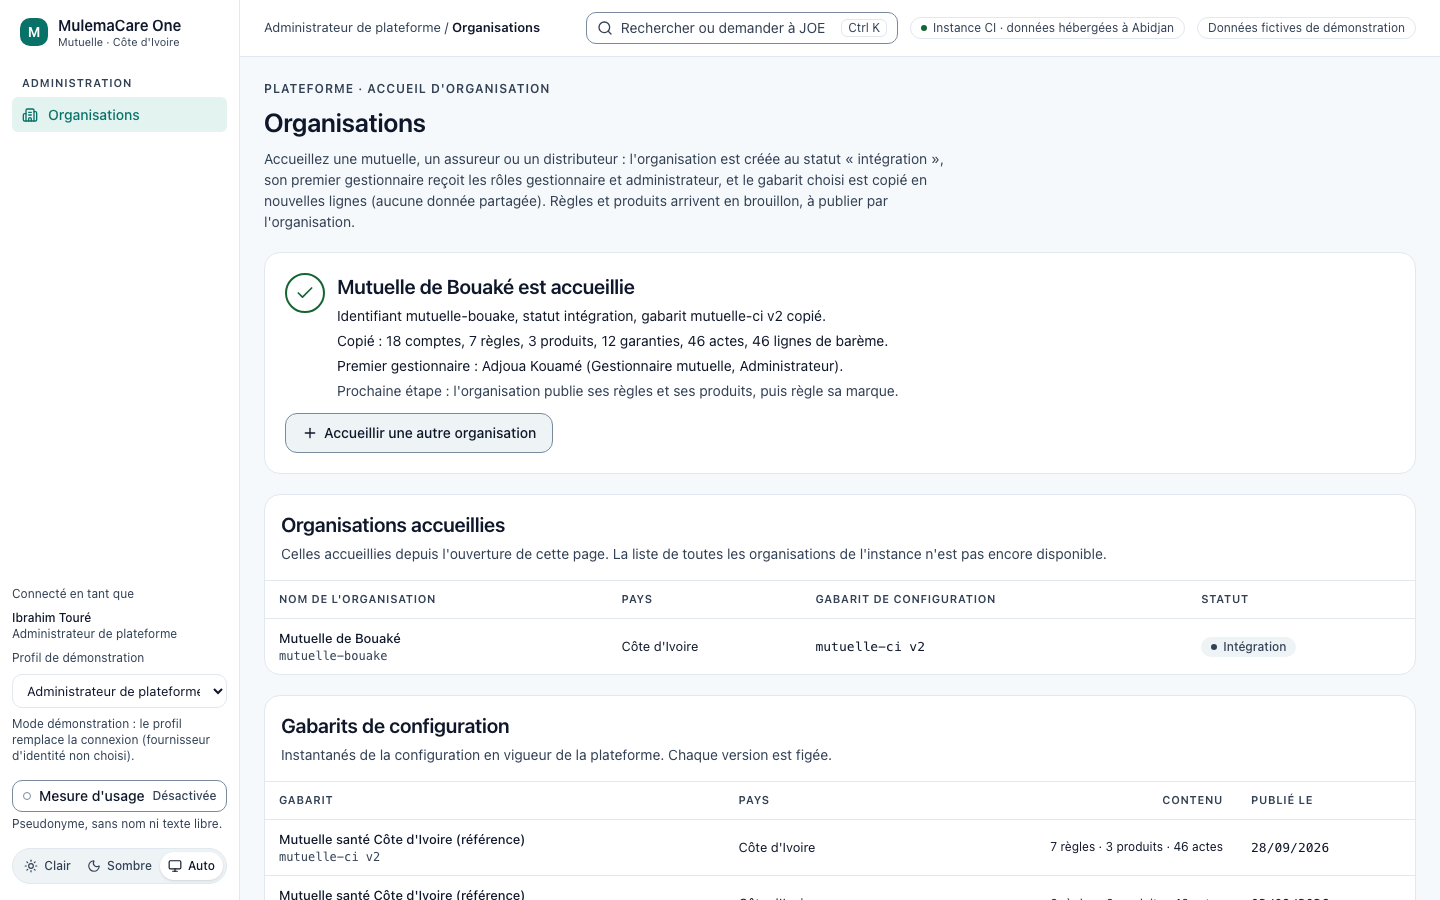 M
MulemaCare One
Mutuelle · Côte d'Ivoire
ADMINISTRATION
Organisations
Connecté en tant que
Ibrahim Touré
Administrateur de plateforme
Profil de démonstration
Administrateur de plateforme
Mode démonstration : le profil
remplace la connexion (fournisseur
d'identité non choisi).
Mesure d'usage Désactivée
Pseudonyme, sans nom ni texte libre.
Clair Sombre Auto
Administrateur de plateforme / Organisations
Rechercher ou demander à JOE Ctrl K
Instance CI · données hébergées à Abidjan
Données fictives de démonstration
PLATEFORME · ACCUEIL D'ORGANISATION
Organisations
Accueillez une mutuelle, un assureur ou un distributeur : l'organisation est créée au statut « intégration »,
son premier gestionnaire reçoit les rôles gestionnaire et administrateur, et le gabarit choisi est copié en
nouvelles lignes (aucune donnée partagée). Règles et produits arrivent en brouillon, à publier par
l'organisation.
Mutuelle de Bouaké est accueillie
Identifiant mutuelle-bouake, statut intégration, gabarit mutuelle-ci v2 copié.
Copié : 18 comptes, 7 règles, 3 produits, 12 garanties, 46 actes, 46 lignes de barème.
Premier gestionnaire : Adjoua Kouamé (Gestionnaire mutuelle, Administrateur).
Prochaine étape : l'organisation publie ses règles et ses produits, puis règle sa marque.
Accueillir une autre organisation
Organisations accueillies
Celles accueillies depuis l'ouverture de cette page. La liste de toutes les organisations de l'instance n'est pas encore disponible.
NOM DE L'ORGANISATION PAYS GABARIT DE CONFIGURATION STATUT
Mutuelle de Bouaké
mutuelle-bouake
Côte d'Ivoire mutuelle-ci v2 Intégration
Gabarits de configuration
Instantanés de la configuration en vigueur de la plateforme. Chaque version est figée.
GABARIT PAYS CONTENU PUBLIÉ LE
Mutuelle santé Côte d'Ivoire (référence)
mutuelle-ci v2
Côte d'Ivoire 7 règles · 3 produits · 46 actes 28/09/2026
Mutuelle santé Côte d'Ivoire (référence)